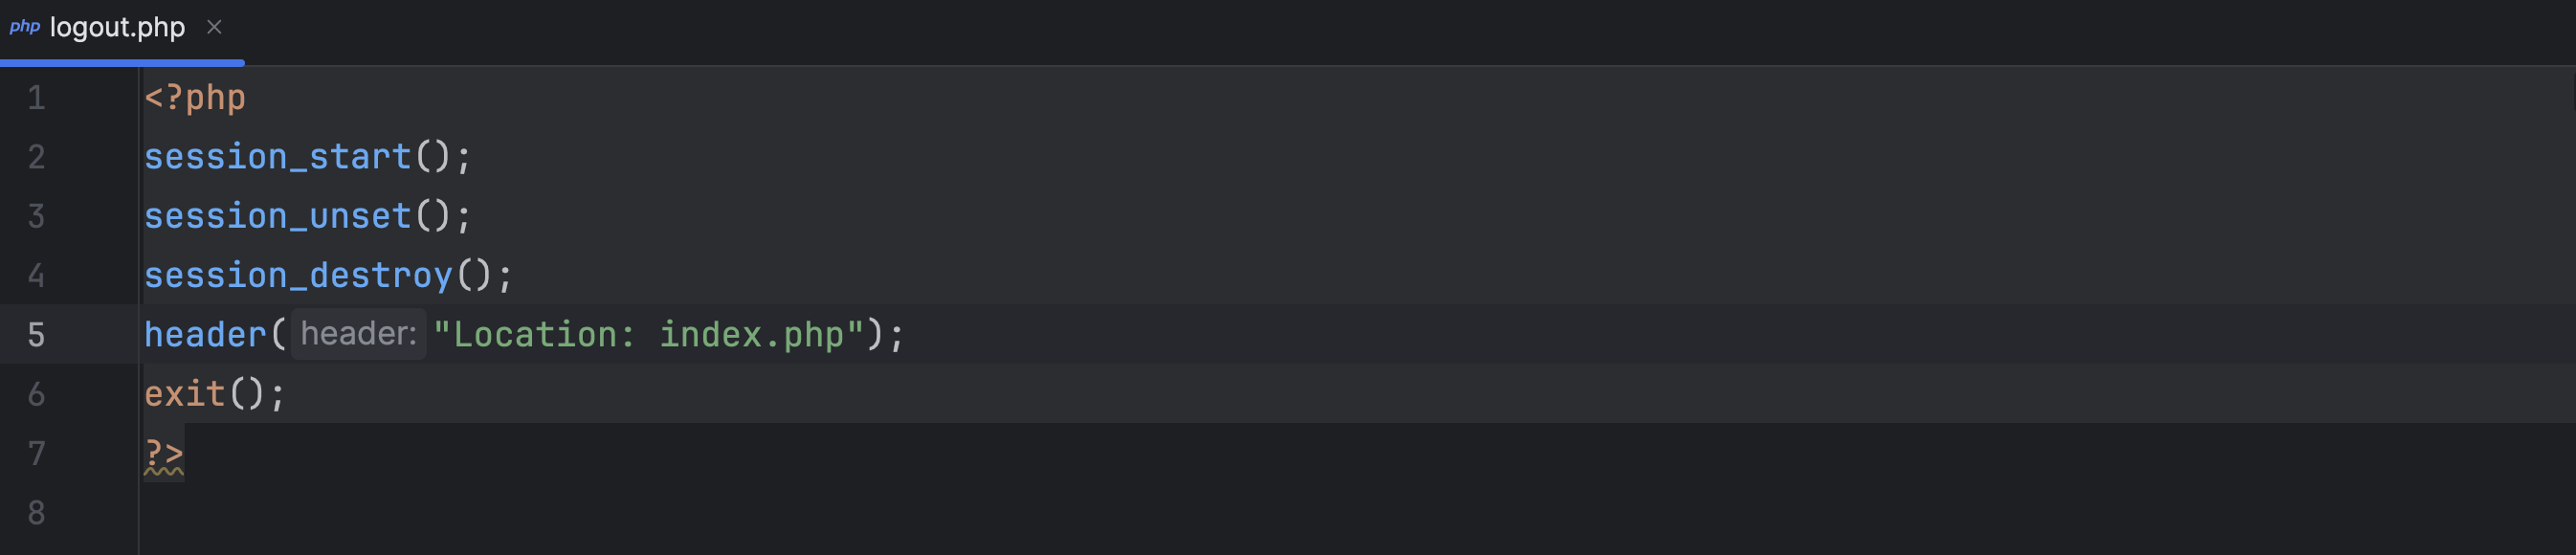 php logout.php ×
1 <?php
2 session_start();
3 session_unset();
4 session_destroy();
5 header( header: "Location: index.php");
6 exit();
7 ?>
8